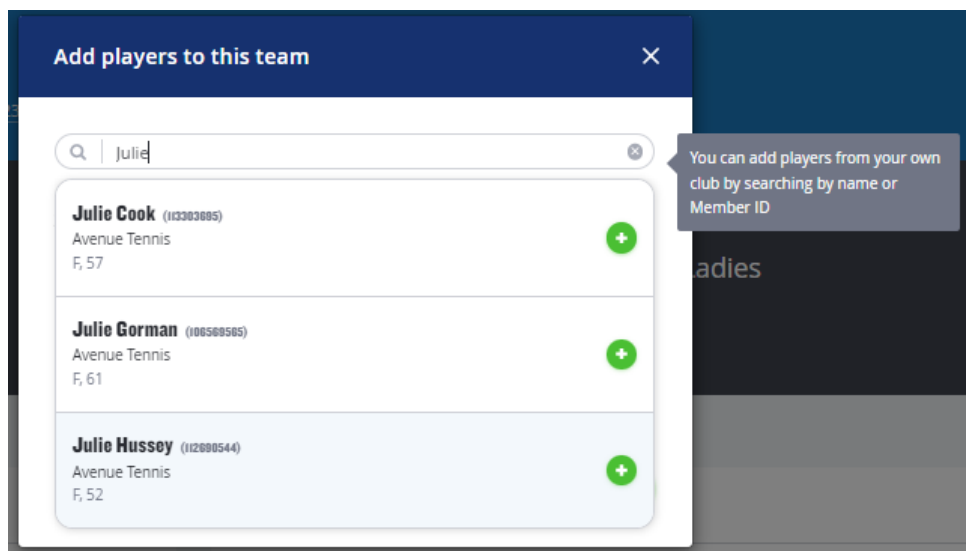 Add players to this team
23
Julie
You can add players from your own
club by searching by name or
Member ID
Julie Cook (113303685)
Avenue Tennis
F, 57
Ladies
Julie Gorman (106569565)
Avenue Tennis
F, 61
Julie Hussey (112690544)
Avenue Tennis
F, 52